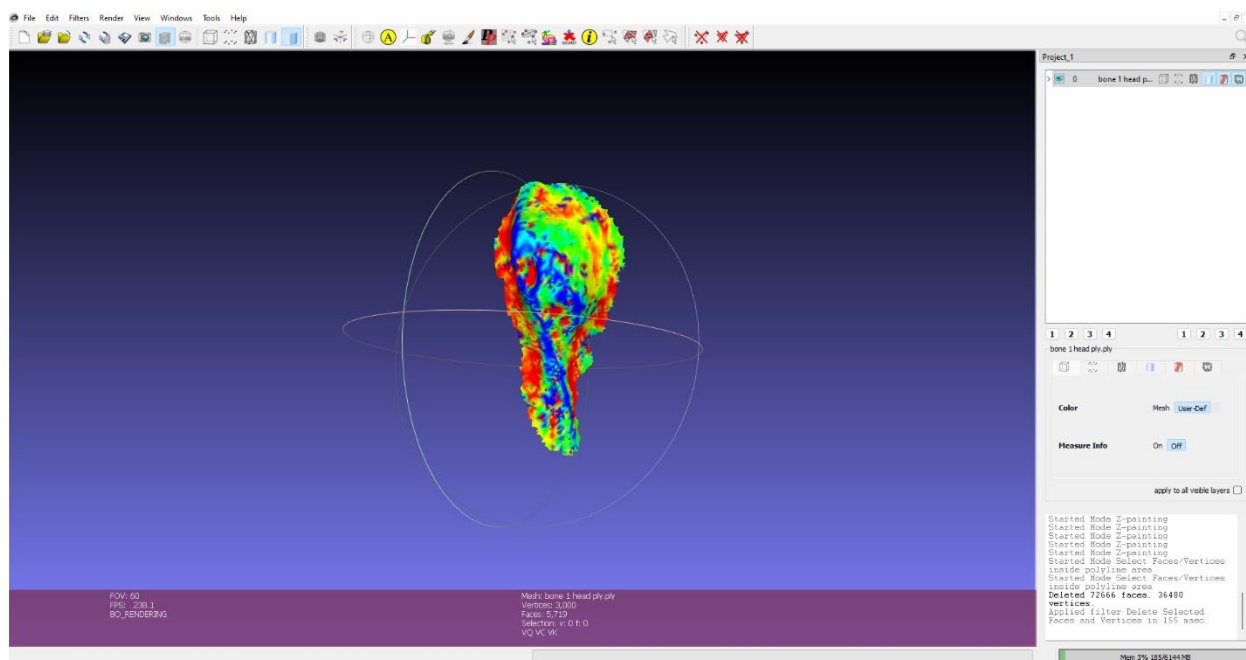 File Edit Filters Render View Windows Tools Help
Project_1
0 bone 1 head p...
1 2 3 4 1 2 3 4
bone 1 head ply.ply
Color Mesh User-Def
Measure Info On Off
apply to all visible layers
Started Mode Z-painting
Started Mode Z-painting
Started Mode Z-painting
Started Mode Z-painting
Started Mode Z-painting
Started Mode Select Faces/Vertices
inside polyline area
Started Mode Select Faces/Vertices
inside polyline area
Deleted 72666 faces, 36480
vertices.
Applied filter Delete Selected
Faces and Vertices in 155 msec
FOV: 60
FPS: 238.1
BO_RENDERING
Mesh: bone 1 head ply.ply
Vertices: 3,000
Faces: 5,719
Selection: v: 0 f: 0
VQ VC VK
Mem 3% 185/6144 MB